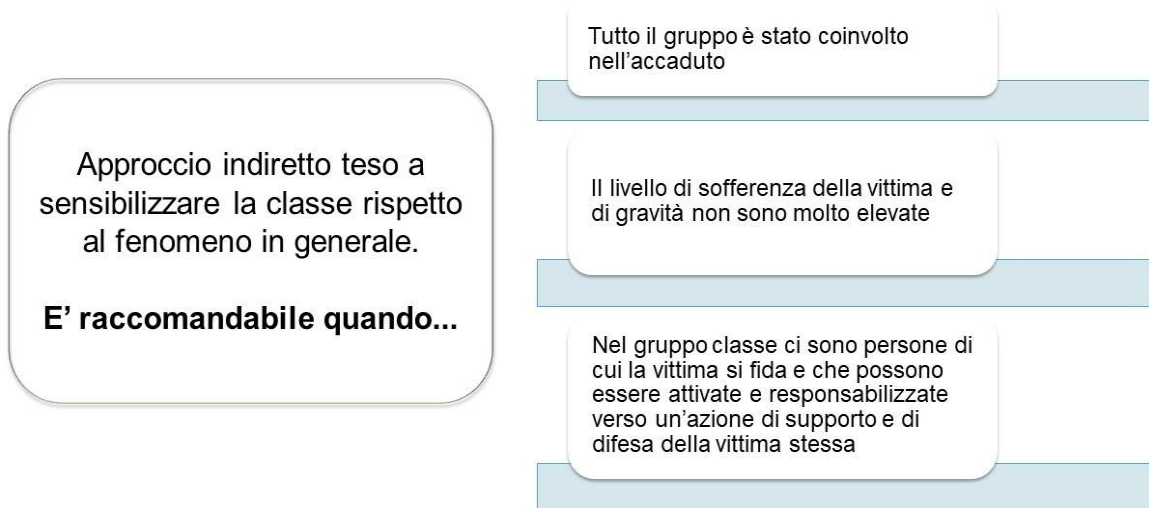 Approccio indiretto teso a
sensibilizzare la classe rispetto
al fenomeno in generale.
E' raccomandabile quando...
Tutto il gruppo è stato coinvolto
nell'accaduto
Il livello di sofferenza della vittima e
di gravità non sono molto elevate
Nel gruppo classe ci sono persone di
cui la vittima si fida e che possono
essere attivate e responsabilizzate
verso un'azione di supporto e di
difesa della vittima stessa